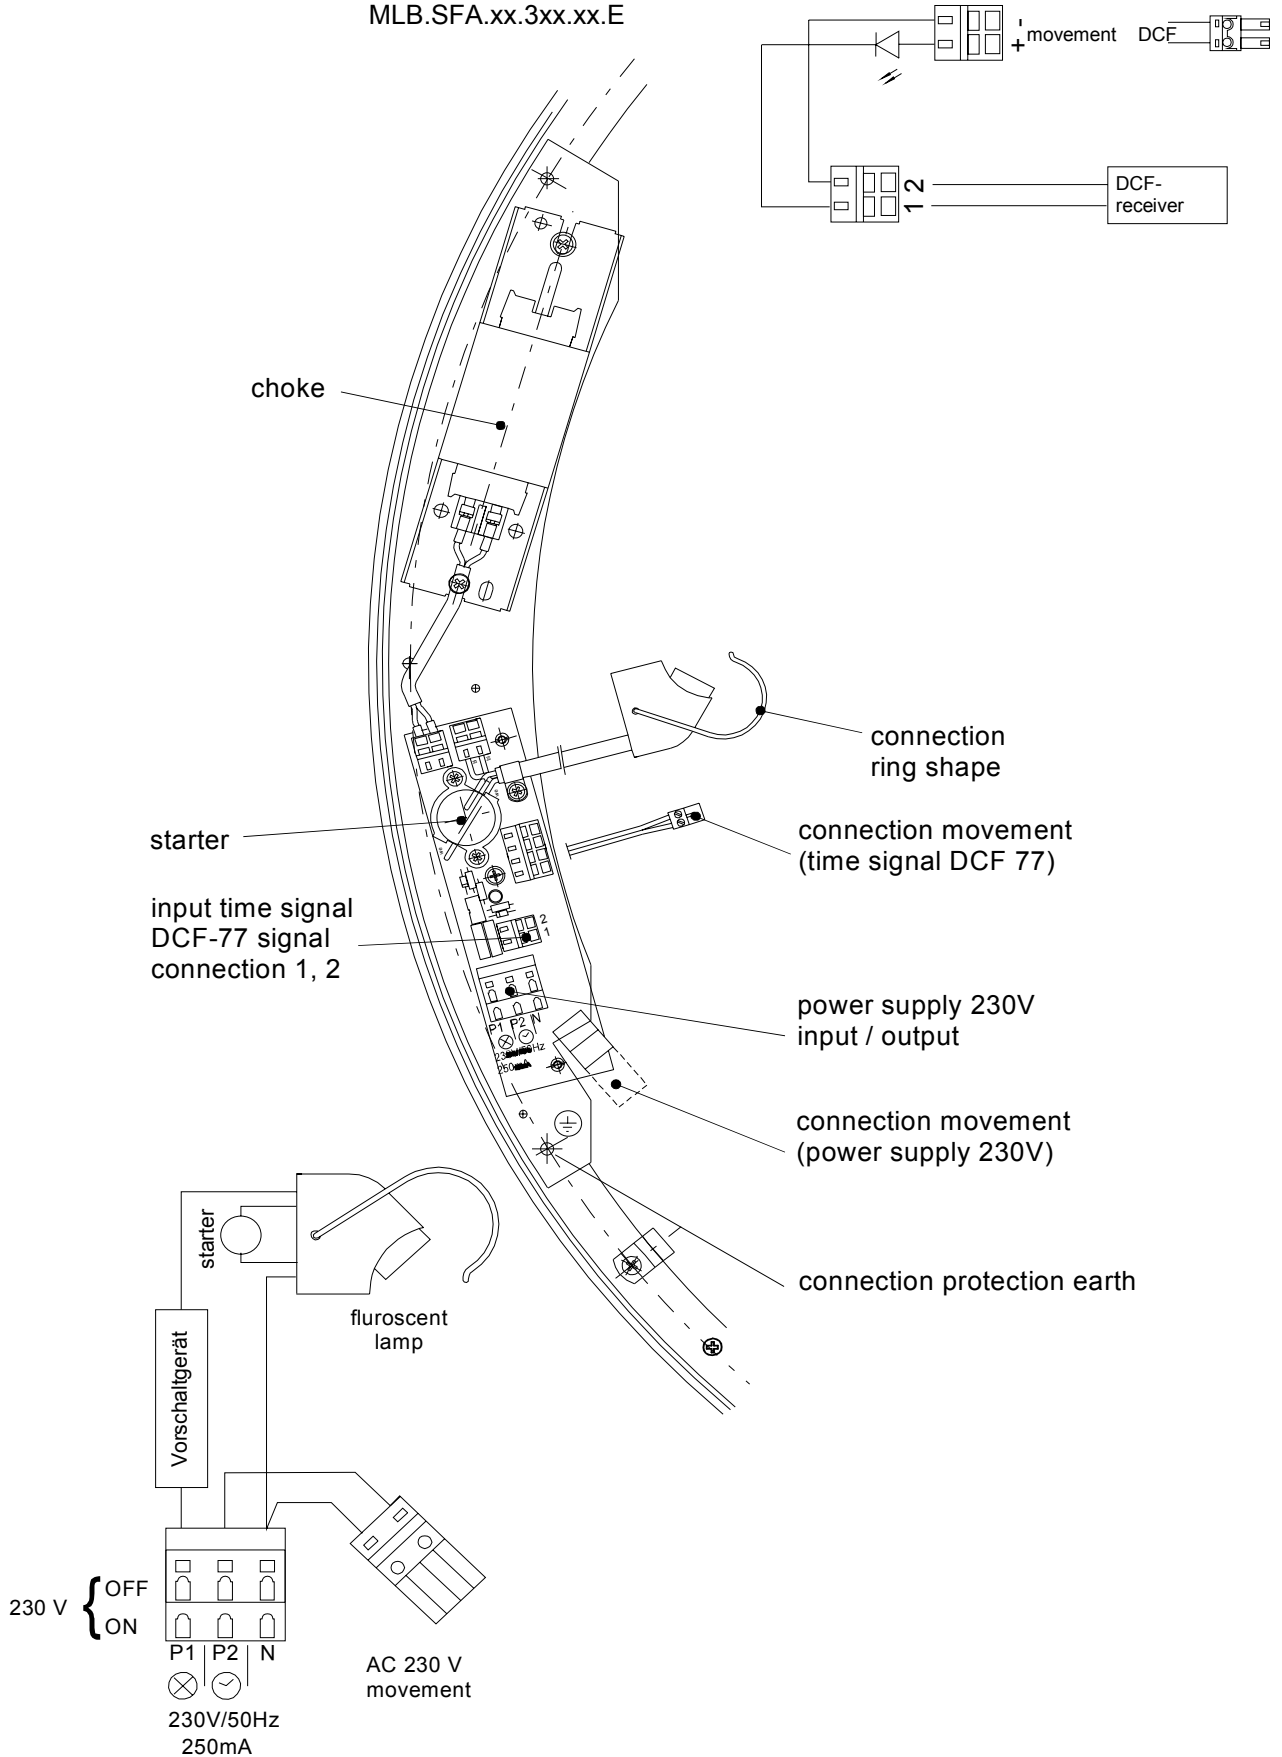 MLB.SFA.xx.3xx.xx.E
-
+
movement
DCF
2
1
DCF-
receiver
choke
connection
ring shape
starter
connection movement
(time signal DCF 77)
input time signal
DCF-77 signal
connection 1, 2
2
1
power supply 230V
input / output
P1 P2 N
230V/50Hz
250mA
connection movement
(power supply 230V)
starter
connection protection earth
fluroscent
lamp
Vorschaltgerät
230 V
{
OFF
ON
P1 P2 N
AC 230 V
movement
230V/50Hz
250mA